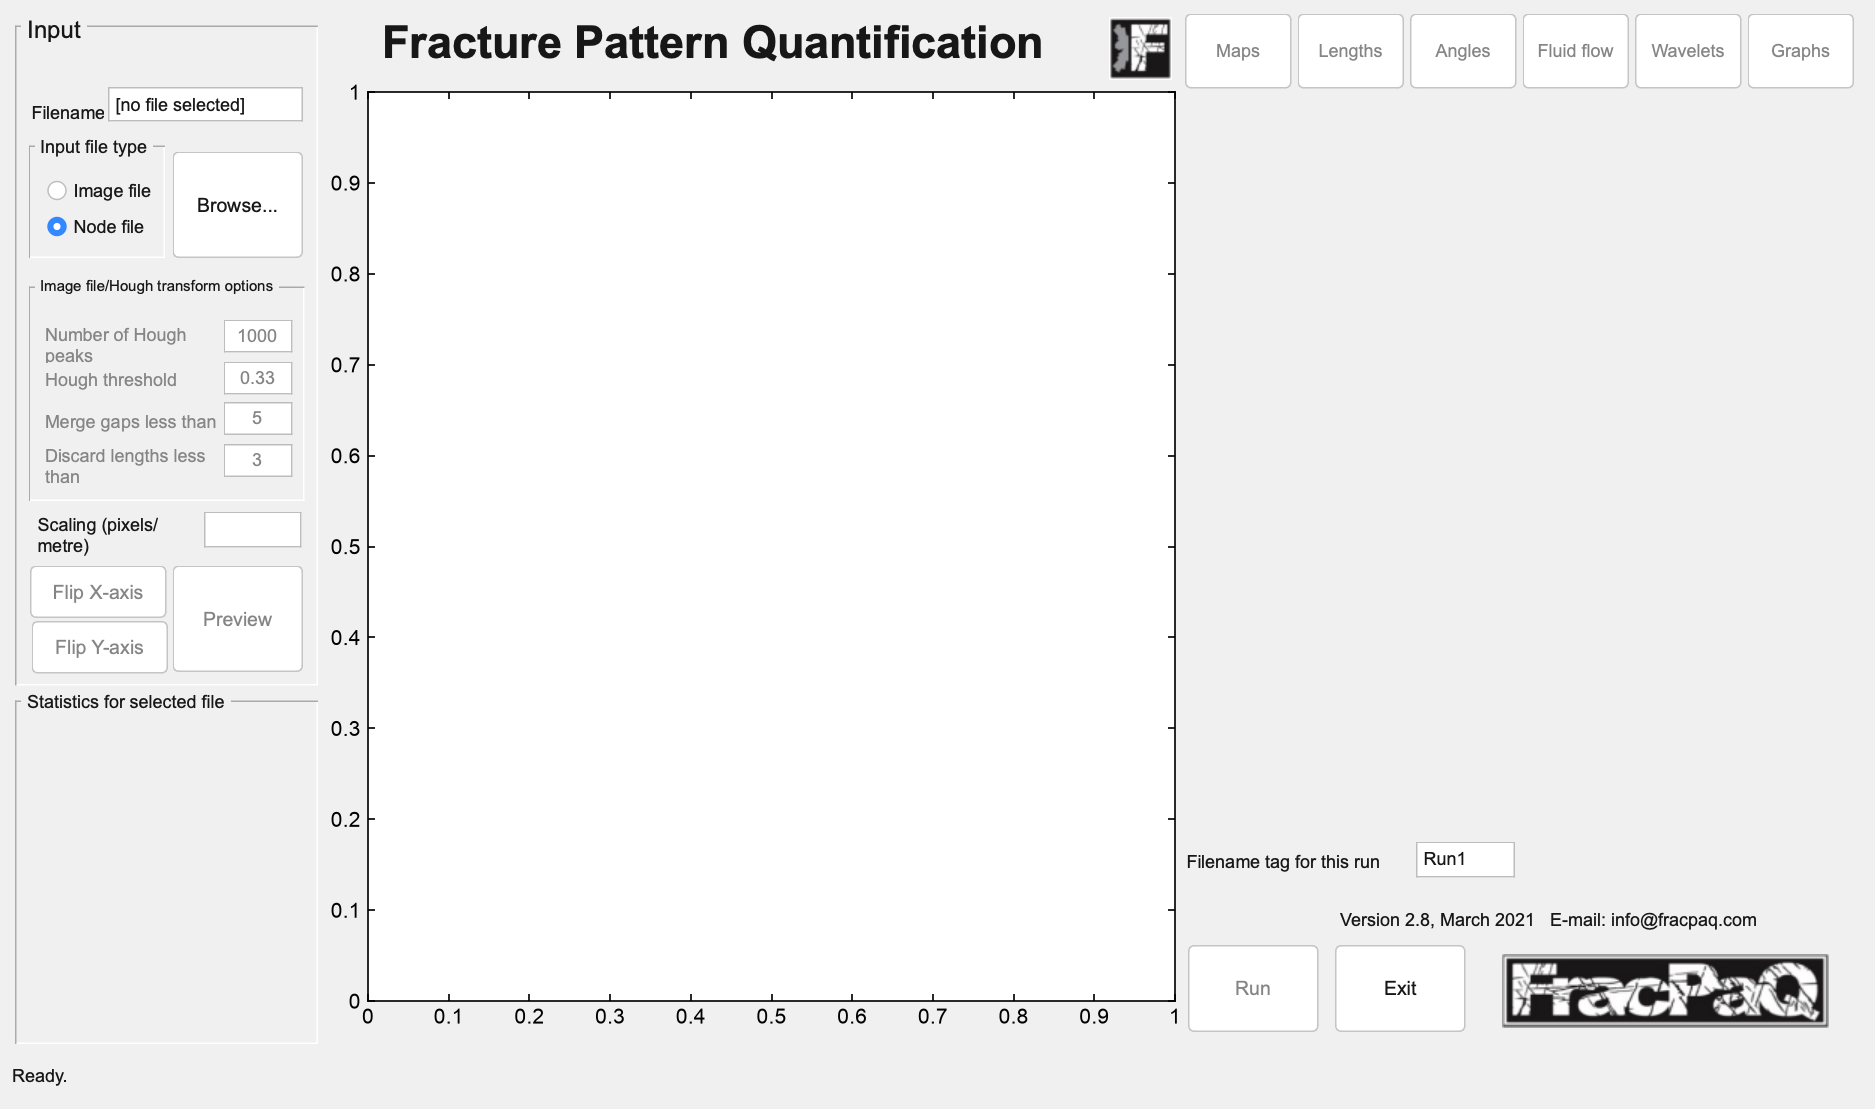 Input
Fracture Pattern Quantification
F
Maps
Lengths
Angles
Fluid flow
Wavelets
Graphs
Filename
[no file selected]
Input file type
Image file
Node file
Browse...
Image file/Hough transform options
Number of Hough
peaks
1000
Hough threshold
0.33
Merge gaps less than
5
Discard lengths less
than
3
Scaling (pixels/
metre)
Flip X-axis
Flip Y-axis
Preview
Statistics for selected file
1
0.9
0.8
0.7
0.6
0.5
0.4
0.3
0.2
0.1
0
0 0.1 0.2 0.3 0.4 0.5 0.6 0.7 0.8 0.9 1
Filename tag for this run
Run1
Version 2.8, March 2021 E-mail: info@fracpaq.com
Run
Exit
FracPaQ
Ready.